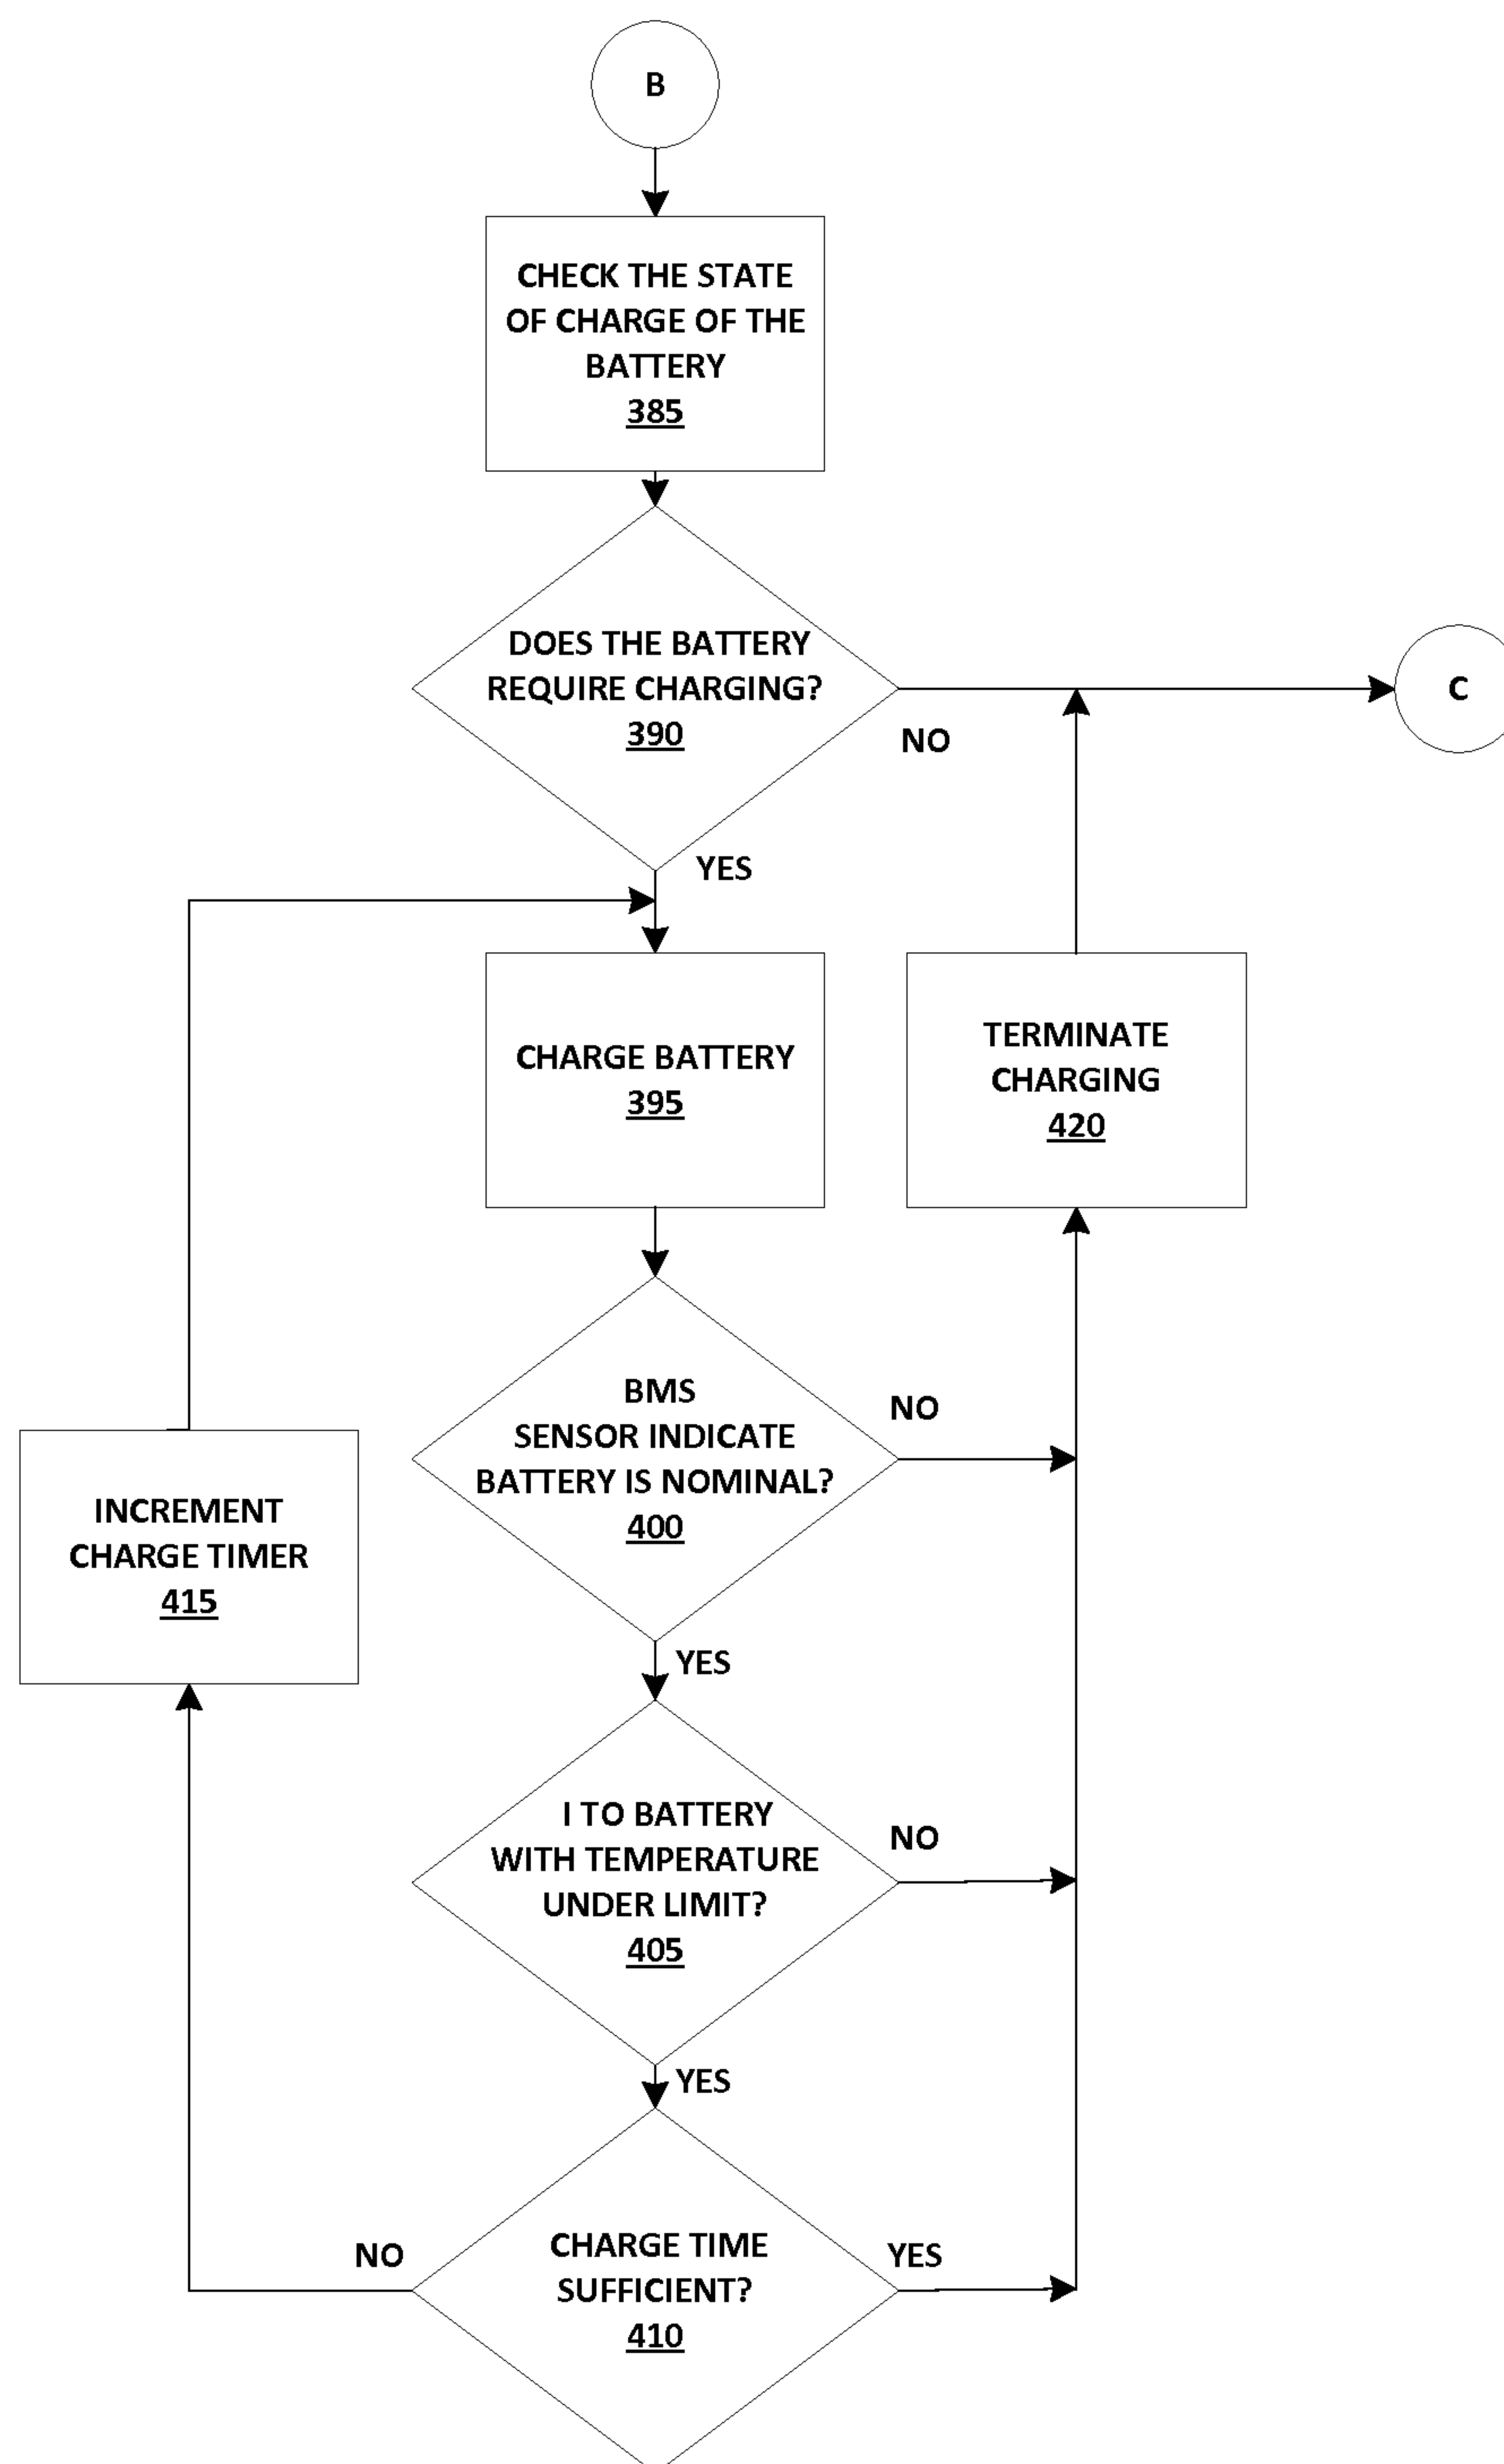 B
CHECK THE STATE
OF CHARGE OF THE
BATTERY
385
DOES THE BATTERY
REQUIRE CHARGING?
390
NO
C
YES
CHARGE BATTERY
395
TERMINATE
CHARGING
420
BMS
SENSOR INDICATE
BATTERY IS NOMINAL?
400
NO
INCREMENT
CHARGE TIMER
415
YES
I TO BATTERY
WITH TEMPERATURE
UNDER LIMIT?
405
NO
YES
CHARGE TIME
SUFFICIENT?
410
NO
YES